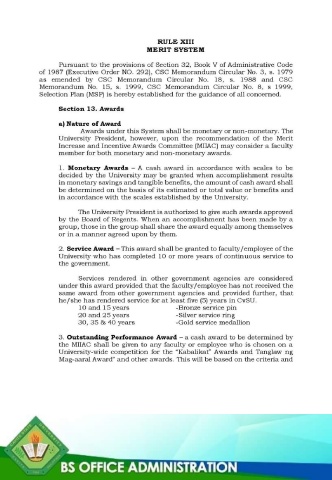 RULE XIII
MERIT SYSTEM
Pursuant to the provisions of Section 32, Book V of Administrative Code
of 1987 (Executive Order NO. 292), CSC Memorandum Circular No. 3, s. 1979
as emended by CSC Memorandum Circular No. 18, s. 1988 and CSC
Memorandum No. 15, s. 1999, CSC Memorandum Circular No. 8, s 1999,
Selection Plan (MSP) is hereby established for the guidance of all concerned.
Section 13. Awards
a) Nature of Award
Awards under this System shall be monetary or non-monetary. The
University President, however, upon the recommendation of the Merit
Increase and Incentive Awards Committee [MIIAC] may consider a faculty
member for both monetary and non-monetary awards.
1. Monetary Awards – A cash award in accordance with scales to be
decided by the University may be granted when accomplishment results
in monetary savings and tangible benefits, the amount of cash award shall
be determined on the basis of its estimated or total value or benefits and
in accordance with the scales established by the University.
The University President is authorized to give such awards approved
by the Board of Regents. When an accomplishment has been made by a
group, those in the group shall share the award equally among themselves
or in a manner agreed upon by them.
2. Service Award – This award shall be granted to faculty/employee of the
University who has completed 10 or more years of continuous service to
the government.
Services rendered in other government agencies are considered
under this award provided that the faculty/employee has not received the
same award from other government agencies and provided further, that
he/she has rendered service for at least five (5) years in CvSU.
10 and 15 years -Bronze service pin
20 and 25 years -Silver service ring
30, 35 & 40 years -Gold service medallion
3. Outstanding Performance Award – a cash award to be determined by
the MIIAC shall be given to any faculty or employee who is chosen on a
University-wide competition for the "Kabalikat" Awards and Tanglaw ng
Mag-aaral Award" and other awards. This will be based on the criteria and
BS OFFICE ADMINISTRATION